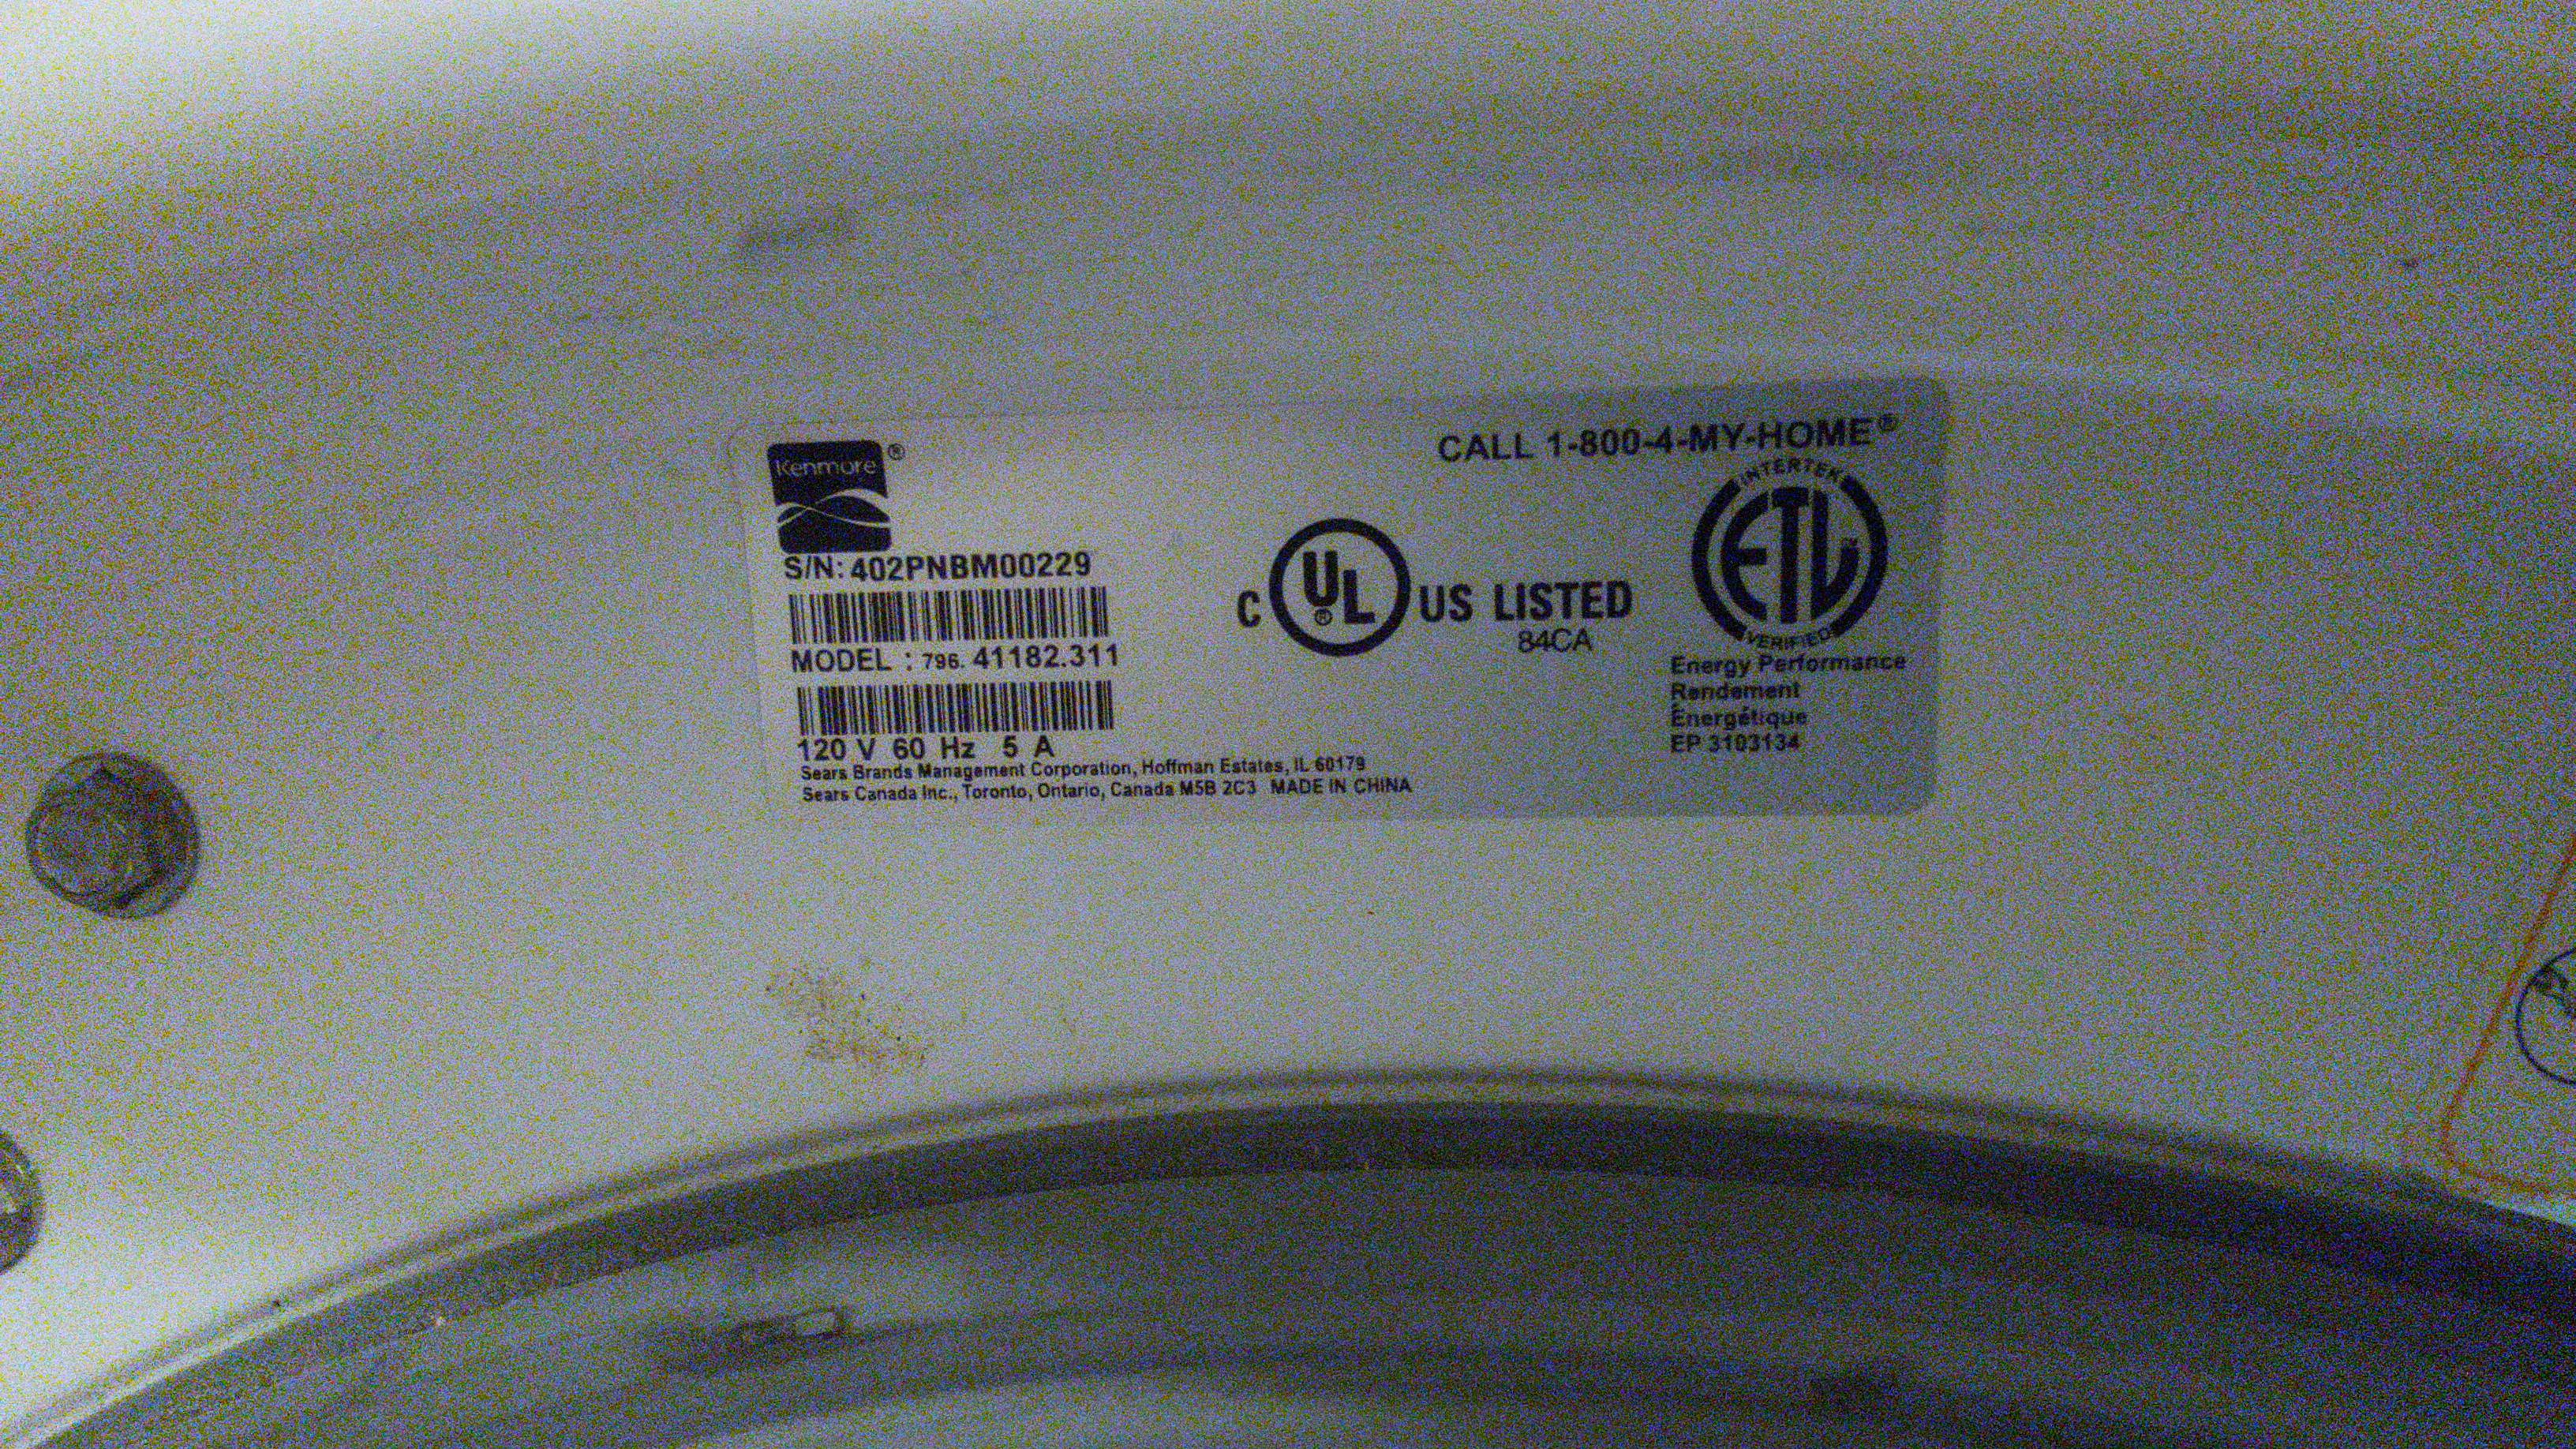 Kenmore ®
CALL 1-800-4-MY-HOME®
S/N: 402PNBM00229
MODEL : 796. 41182.311
120 V 60 Hz 5 A
Sears Brands Management Corporation, Hoffman Estates, IL 60179
Sears Canada Inc., Toronto, Ontario, Canada M5B 2C3 MADE IN CHINA
C UL® US LISTED
84CA
INTERTEK
ETL
VERIFIED
Energy Performance
Rendement
Énergétique
EP 3103134